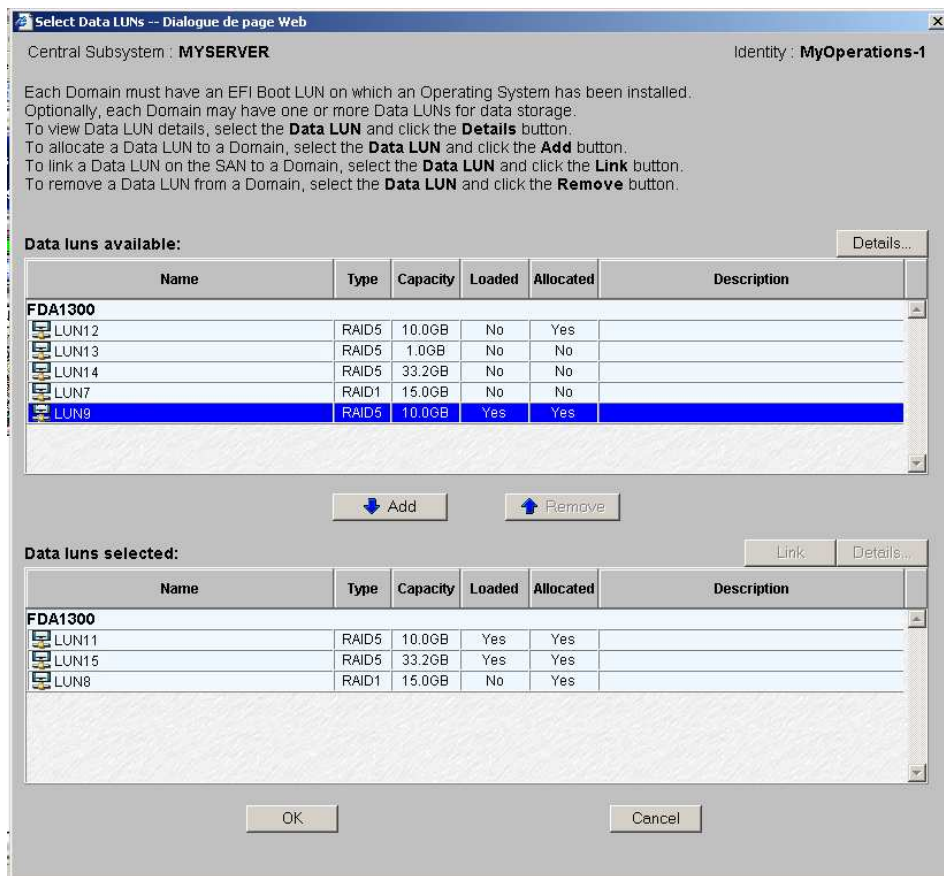 Select Data LUNs -- Dialogue de page Web
Central Subsystem : MYSERVER Identity : MyOperations-1
Each Domain must have an EFI Boot LUN on which an Operating System has been installed.
Optionally, each Domain may have one or more Data LUNs for data storage.
To view Data LUN details, select the Data LUN and click the Details button.
To allocate a Data LUN to a Domain, select the Data LUN and click the Add button.
To link a Data LUN on the SAN to a Domain, select the Data LUN and click the Link button.
To remove a Data LUN from a Domain, select the Data LUN and click the Remove button.
Data luns available: Details...
Name Type Capacity Loaded Allocated Description
FDA1300
LUN12 RAID5 10.0GB No Yes
LUN13 RAID5 1.0GB No No
LUN14 RAID5 33.2GB No No
LUN7 RAID1 15.0GB No No
LUN9 RAID5 10.0GB Yes Yes
Add Remove
Data luns selected: Link Details...
Name Type Capacity Loaded Allocated Description
FDA1300
LUN11 RAID5 10.0GB Yes Yes
LUN15 RAID5 33.2GB Yes Yes
LUN8 RAID1 15.0GB No Yes
OK Cancel